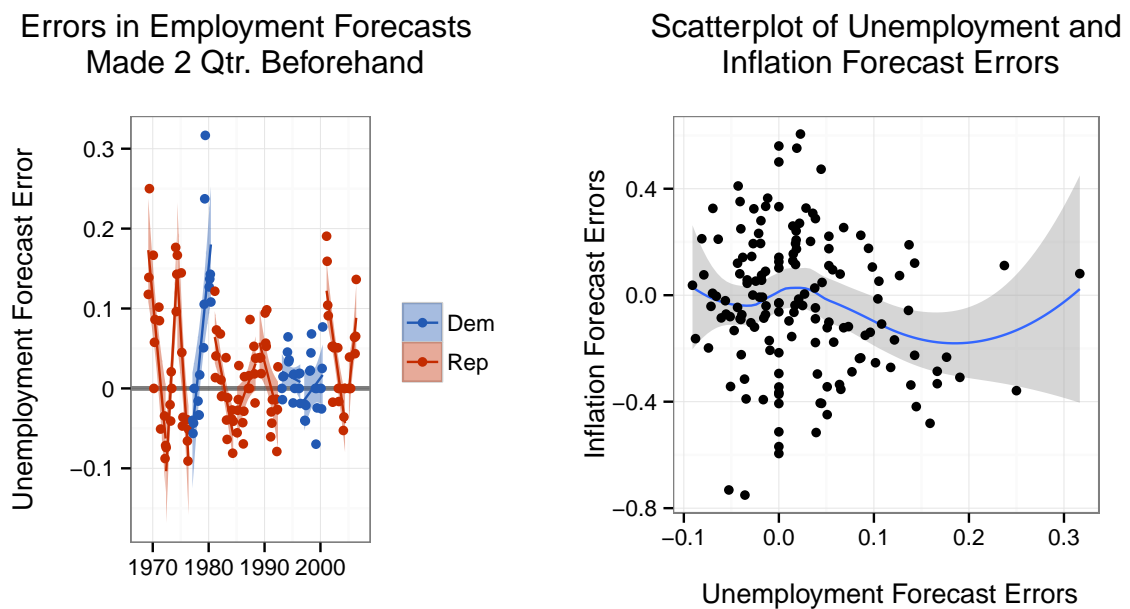 Errors in Employment Forecasts
Made 2 Qtr. Beforehand
Unemployment Forecast Error
0.3
0.2
0.1
0
−0.1
1970 1980 1990 2000
Dem
Rep
Scatterplot of Unemployment and
Inflation Forecast Errors
Inflation Forecast Errors
0.4
0.0
−0.4
−0.8
−0.1 0.0 0.1 0.2 0.3
Unemployment Forecast Errors